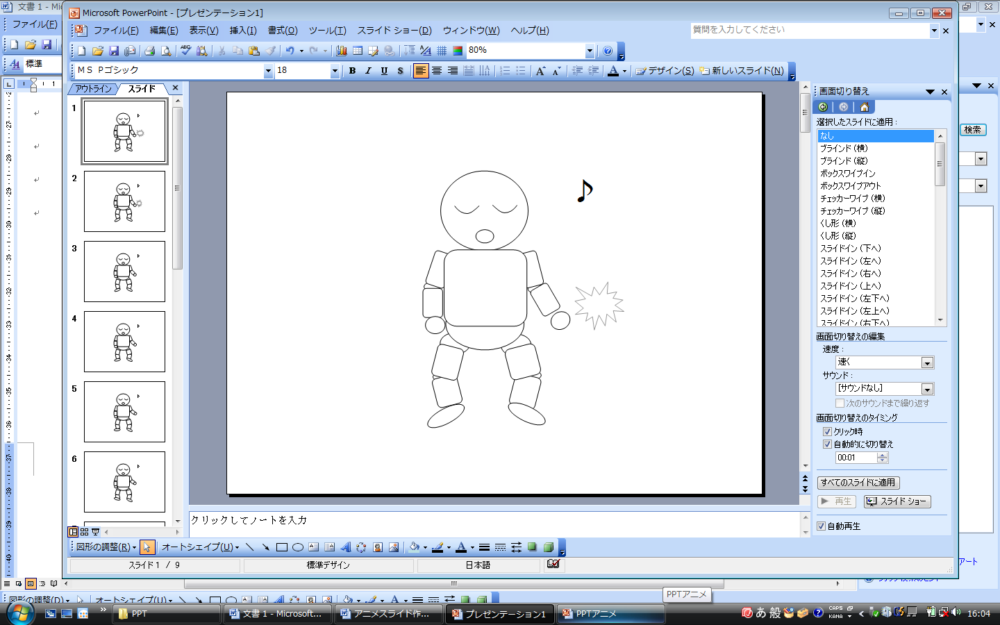 文書 1 - Mi
Microsoft PowerPoint - [プレゼンテーション1]
ファイル(F)
ファイル(F) 編集(E) 表示(V) 挿入(I) 書式(O) ツール(T) スライド ショー(D) ウィンドウ(W) ヘルプ(H)
質問を入力してください
80%
標準
MS Pゴシック
18
B I U S
デザイン(S) 新しいスライド(N)
アウトライン スライド
画面切り替え
選択したスライドに適用:
なし
ブラインド (横)
ブラインド (縦)
ボックスワイプイン
ボックスワイプアウト
チェッカーワイプ (横)
チェッカーワイプ (縦)
くし形 (横)
くし形 (縦)
スライドイン (下へ)
スライドイン (左へ)
スライドイン (右へ)
スライドイン (上へ)
スライドイン (左下へ)
スライドイン (左上へ)
スライドイン (右下へ)
画面切り替えの編集
速度:
速く
サウンド:
[サウンドなし]
次のサウンドまで繰り返す
画面切り替えのタイミング
クリック時
自動的に切り替え
00:01
すべてのスライドに適用
再生
スライド ショー
自動再生
検索
1
2
3
4
5
6
♪
クリックしてノートを入力
図形の調整(R) オートシェイプ(U)
スライド 1 / 9
標準デザイン
日本語
アート
図形の調整(D) オートシェイプ(U)
PPTアニメ
PPT
文書 1 - Microsoft...
アニメスライド作...
プレゼンテーション1
PPTアニメ
あ 般
CAPS
KANA
16:04